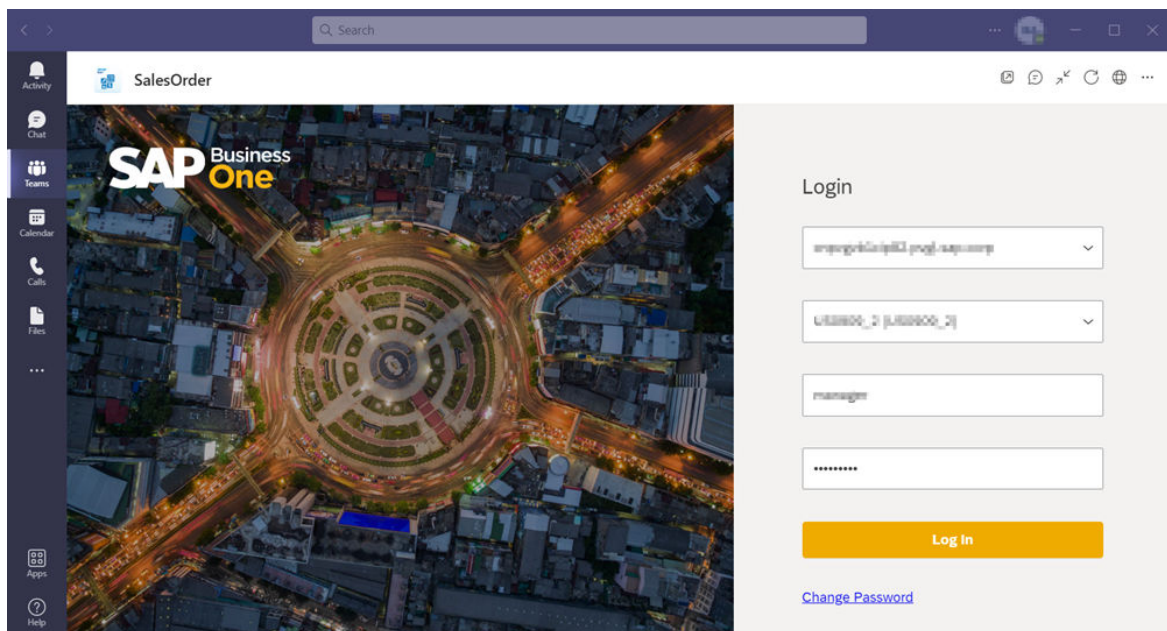 Search
Activity
Chat
Teams
Calendar
Calls
Files
Apps
Help
SalesOrder
SAP Business
One
Login
Log In
Change Password